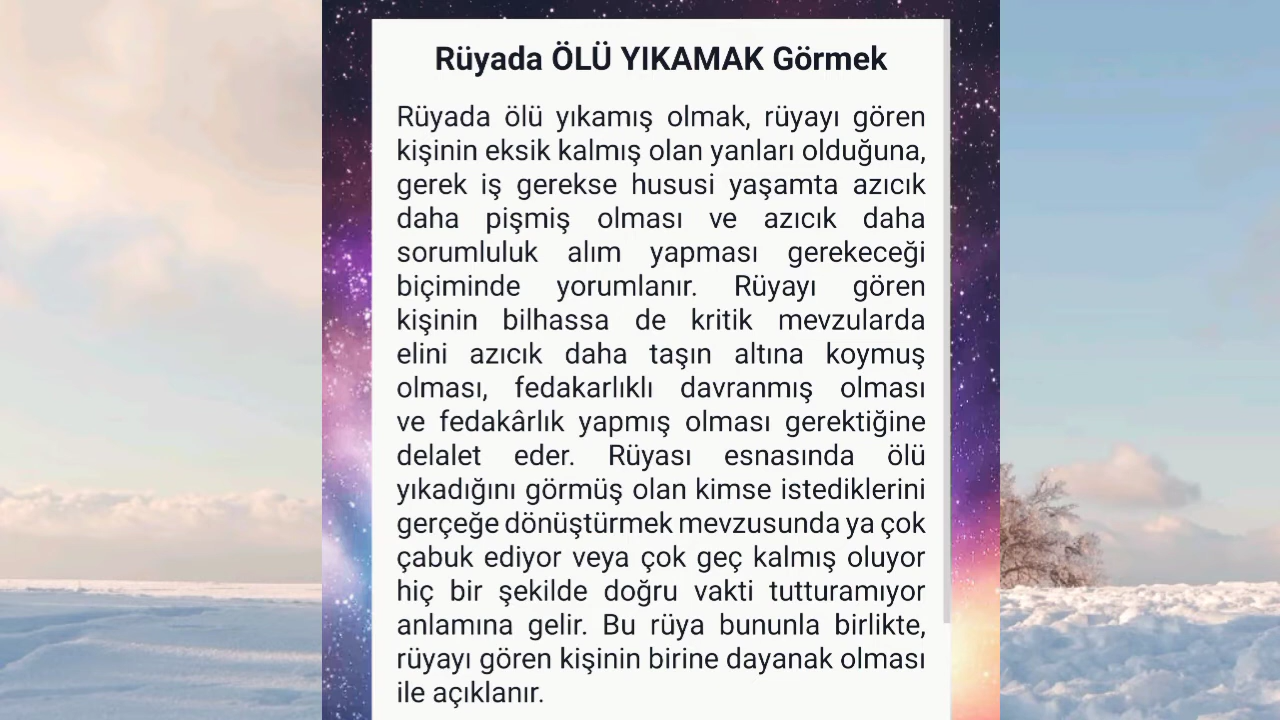 Rüyada ÖLÜ YIKAMAK Görmek
Rüyada ölü yıkamış olmak, rüyayı gören
kişinin eksik kalmış olan yanları olduğuna,
gerek iş gerekse hususi yaşamta azıcık
daha pişmiş olması ve azıcık daha
sorumluluk alım yapması gerekeceği
biçiminde yorumlanır. Rüyayı gören
kişinin bilhassa de kritik mevzularda
elini azıcık daha taşın altına koymuş
olması, fedakarlıklı davranmış olması
ve fedakârlık yapmış olması gerektiğine
delalet eder. Rüyası esnasında ölü
yıkadığını görmüş olan kimse istediklerini
gerçeğe dönüştürmek mevzusunda ya çok
çabuk ediyor veya çok geç kalmış oluyor
hiç bir şekilde doğru vakti tutturamıyor
anlamına gelir. Bu rüya bununla birlikte,
rüyayı gören kişinin birine dayanak olması
ile açıklanır.